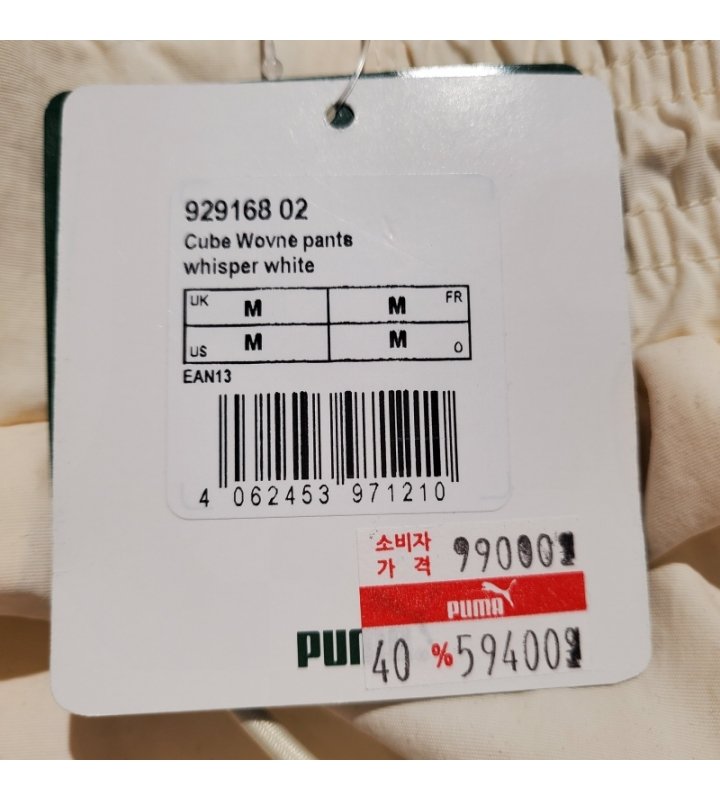 929168 02
Cube Wovne pants
whisper white
UK M M FR
US M M O
EAN13
4 062453 971210
소비자
가 격 99000
PUMA
40 % 59400